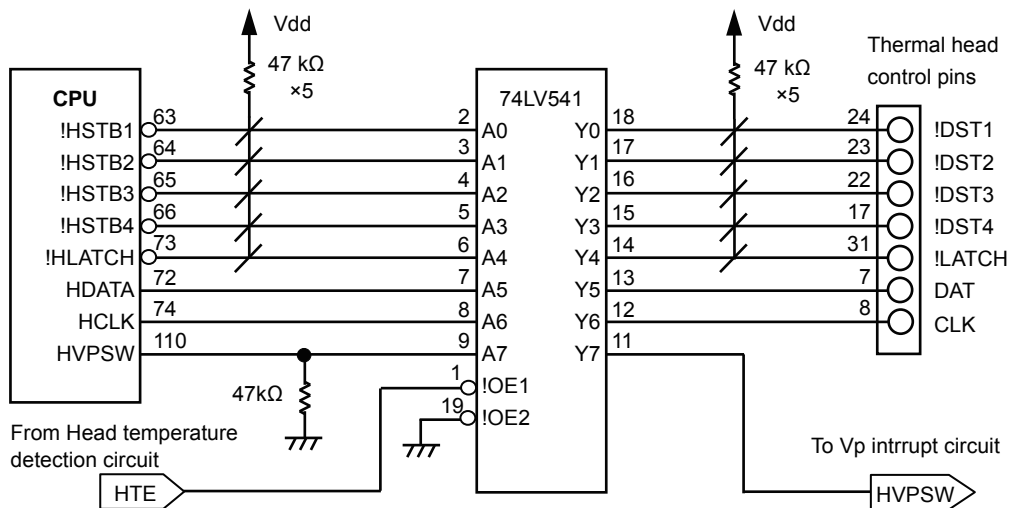 Vdd
Vdd
47 kΩ
×5
47 kΩ
×5
Thermal head
control pins
CPU
74LV541
!HSTB1 63 2 A0 Y0 18 24 !DST1
!HSTB2 64 3 A1 Y1 17 23 !DST2
!HSTB3 65 4 A2 Y2 16 22 !DST3
!HSTB4 66 5 A3 Y3 15 17 !DST4
!HLATCH 73 6 A4 Y4 14 31 !LATCH
HDATA 72 7 A5 Y5 13 7 DAT
HCLK 74 8 A6 Y6 12 8 CLK
HVPSW 110 9 A7 Y7 11
47kΩ
1 !OE1
19 !OE2
From Head temperature
detection circuit
HTE
To Vp intrrupt circuit
HVPSW